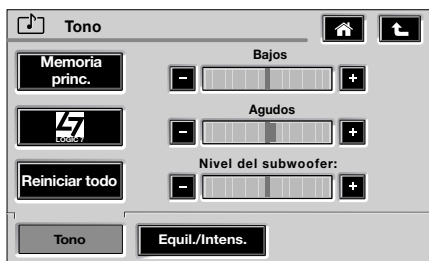 Tono
Memoria
princ.
Bajos
- +
Agudos
- +
LOGIC 7
Nivel del subwoofer:
- +
Reiniciar todo
Tono
Equil./Intens.